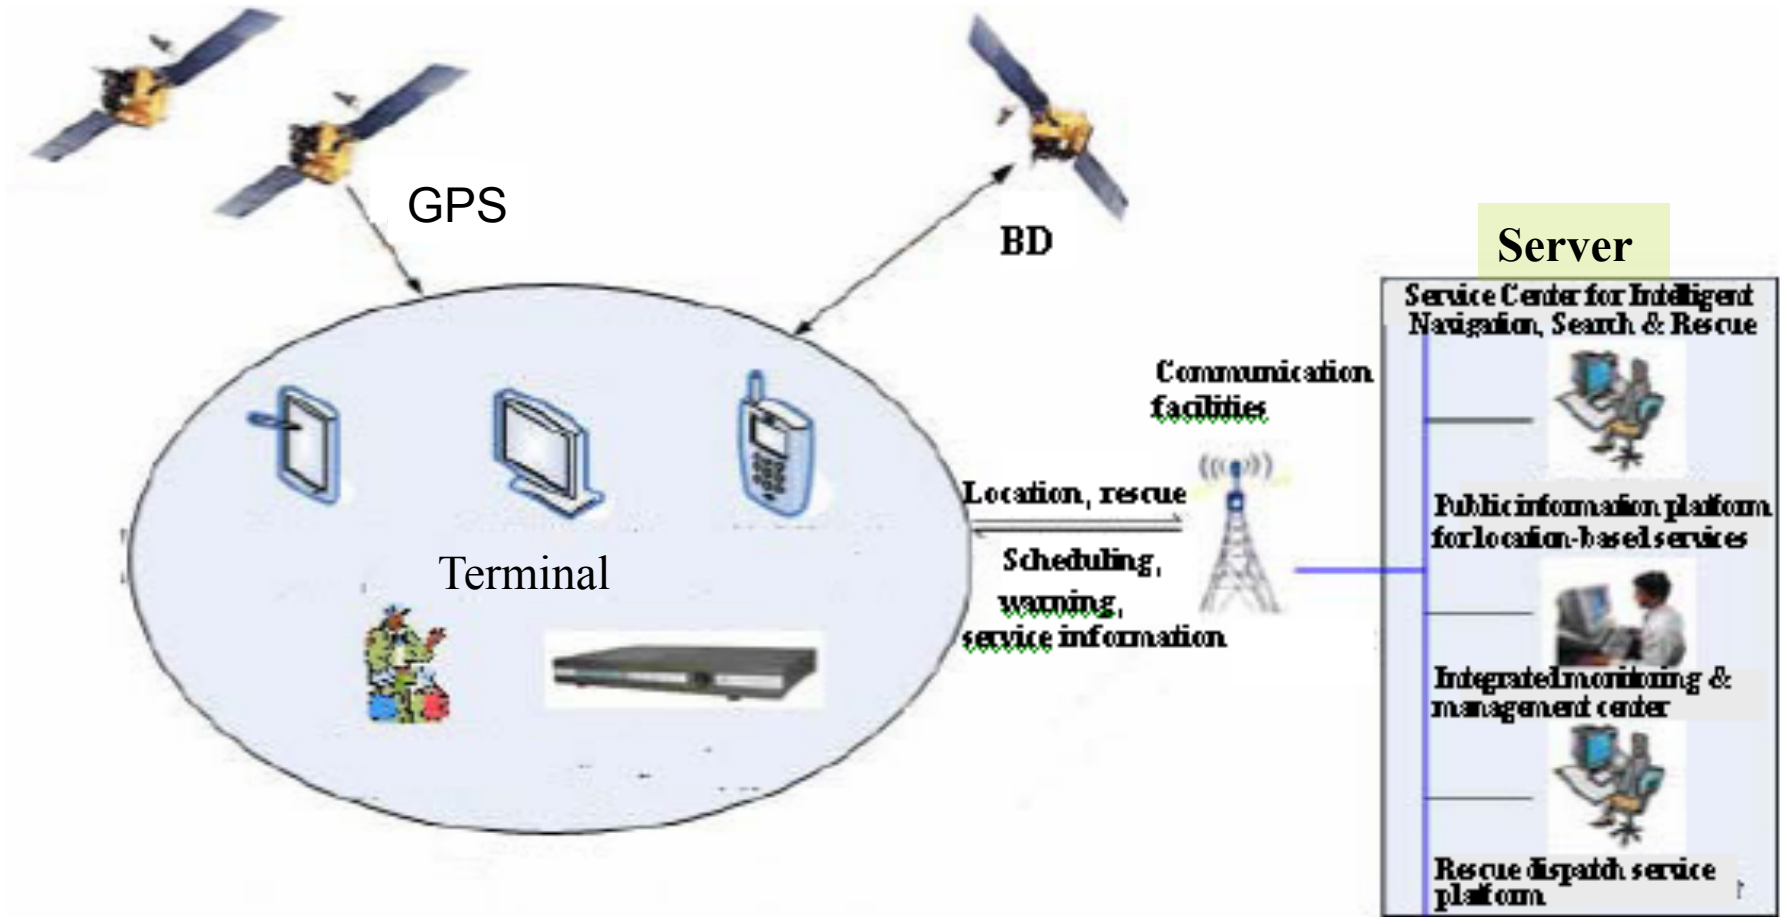 GPS
BD
Server
Service Center for Intelligent
Navigation, Search & Rescue
Communication
facilities
Location, rescue
Public information platform
for location-based services
Terminal
Scheduling,
warning,
service information
Integrated monitoring &
management center
Rescue dispatch service
platform